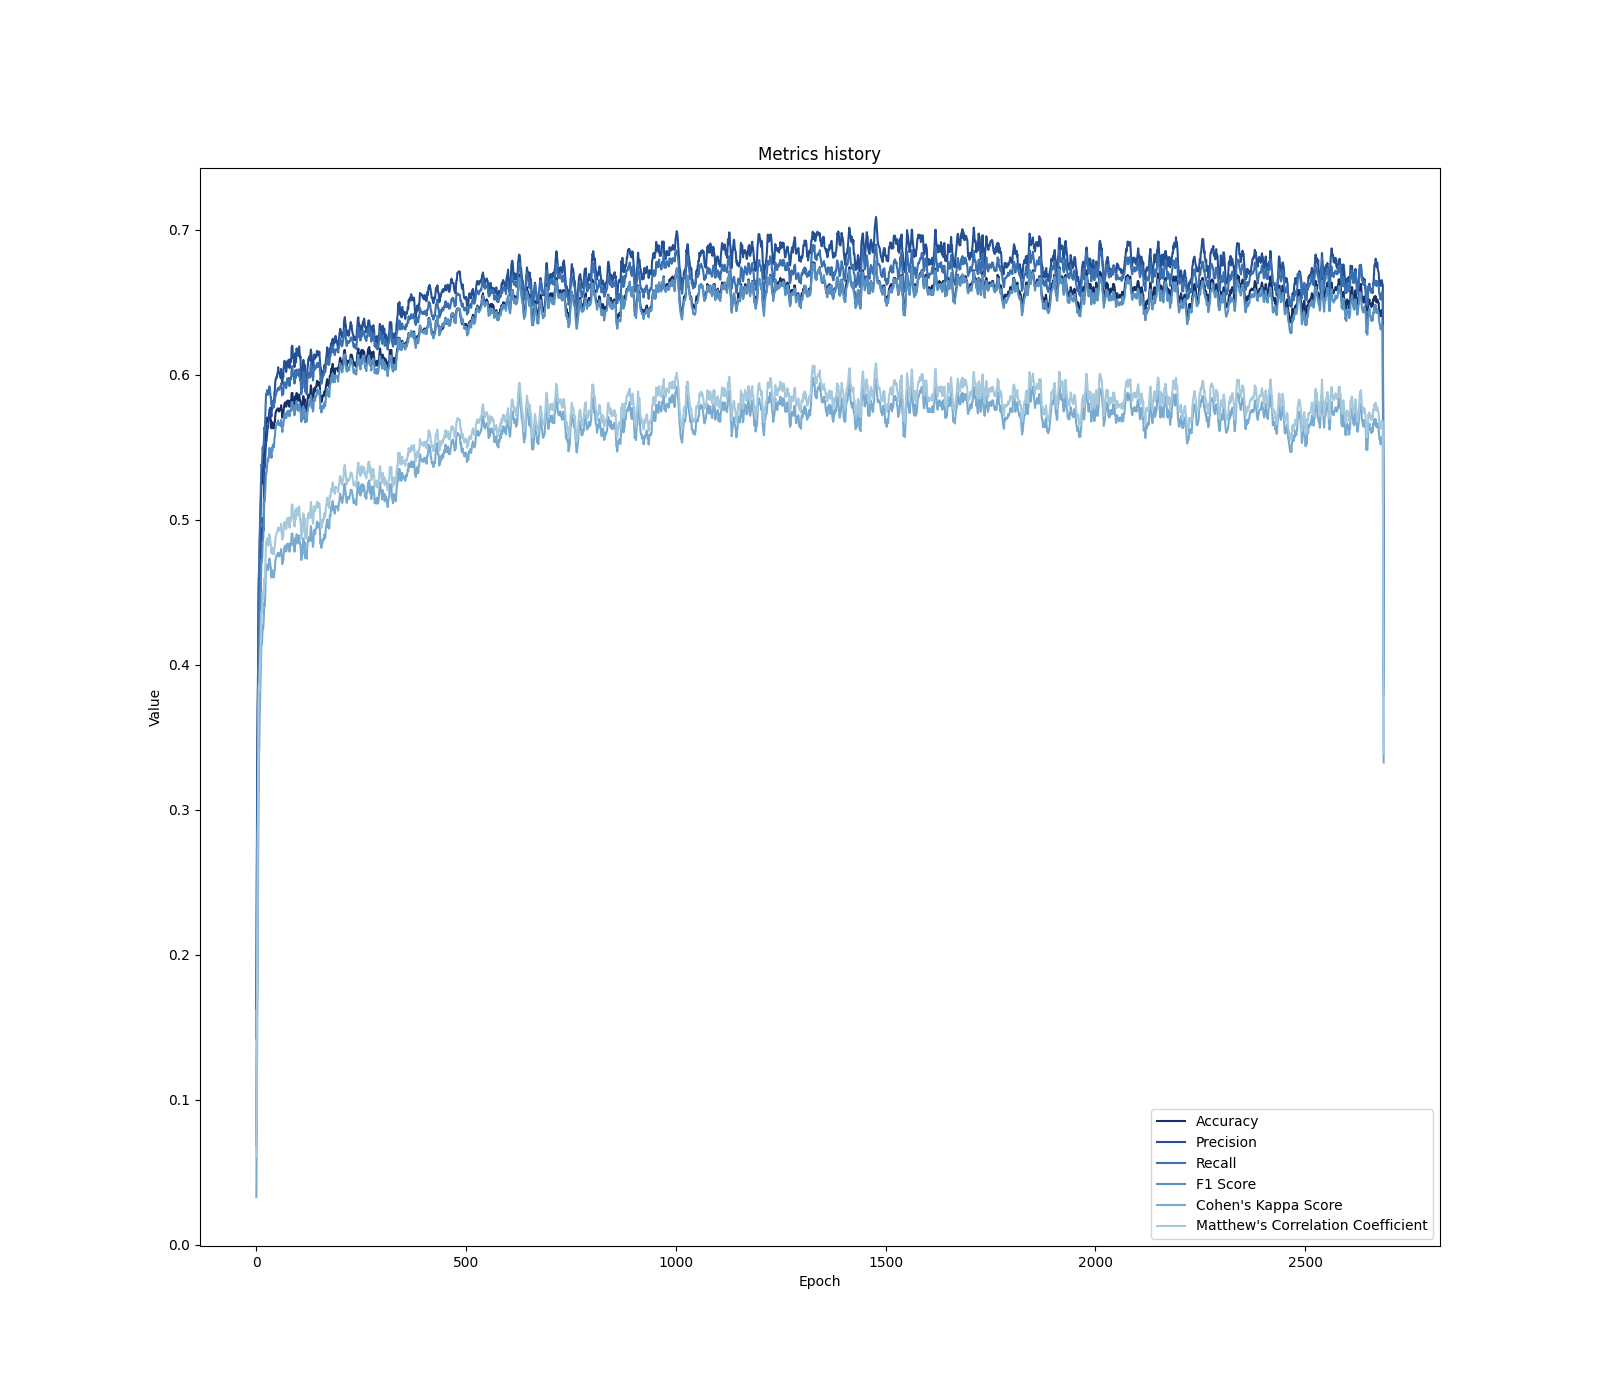 Metrics history
0.7
0.6
0.5
0.4
0.3
0.2
0.1
0.0
Value
0 500 1000 1500 2000 2500
Epoch
Accuracy
Precision
Recall
F1 Score
Cohen's Kappa Score
Matthew's Correlation Coefficient